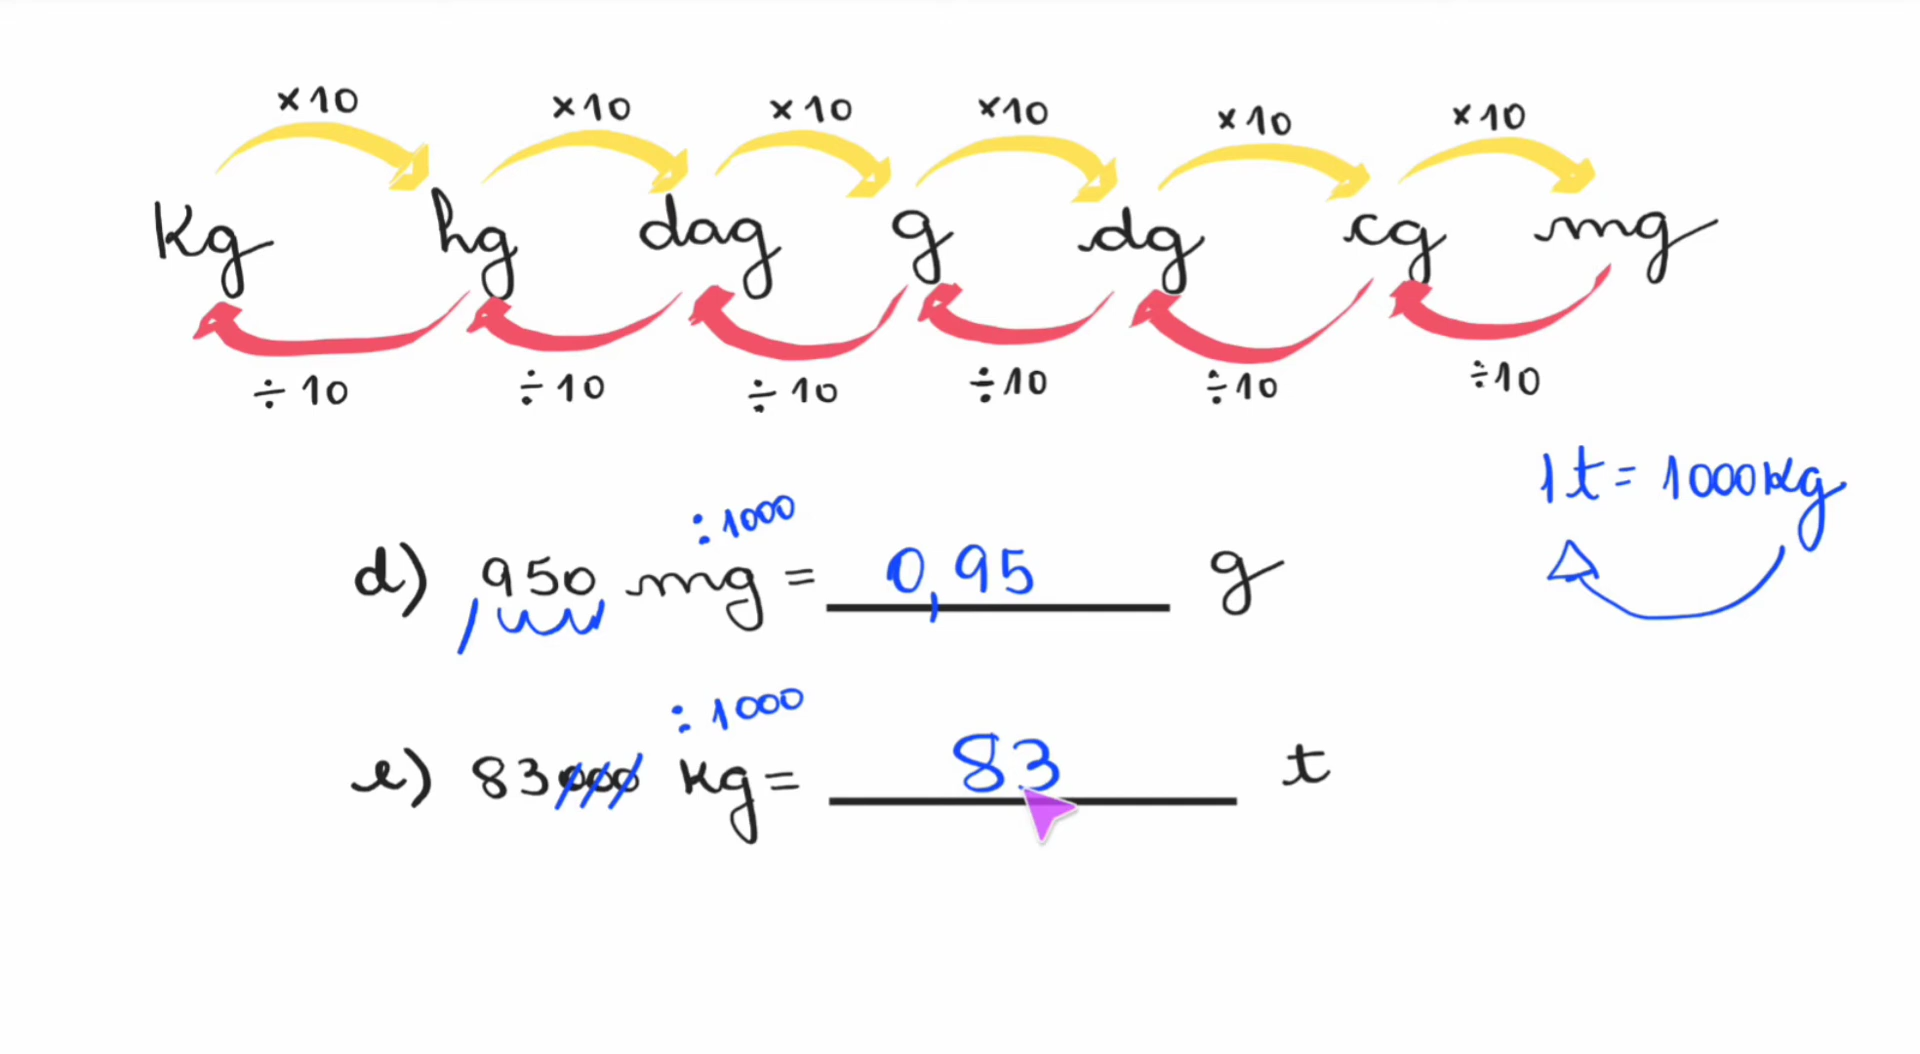 ×10 ×10 ×10 ×10 ×10 ×10
Kg hg dag g dg cg mg
÷10 ÷10 ÷10 ÷10 ÷10 ÷10
1t = 1000Kg
:1000
d) 950 mg = 0,95 g
:1000
e) 83000 kg = 83 t